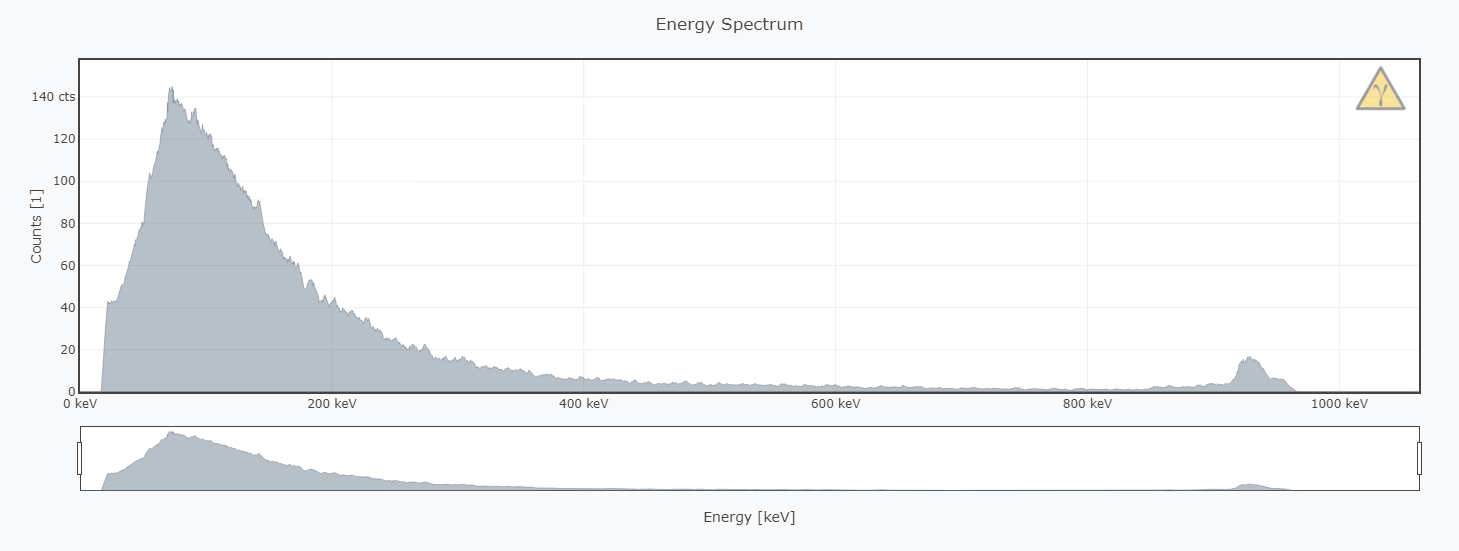 Energy Spectrum
γ
140 cts
120
100
80
60
40
20
0
Counts [1]
0 keV
200 keV
400 keV
600 keV
800 keV
1000 keV
Energy [keV]